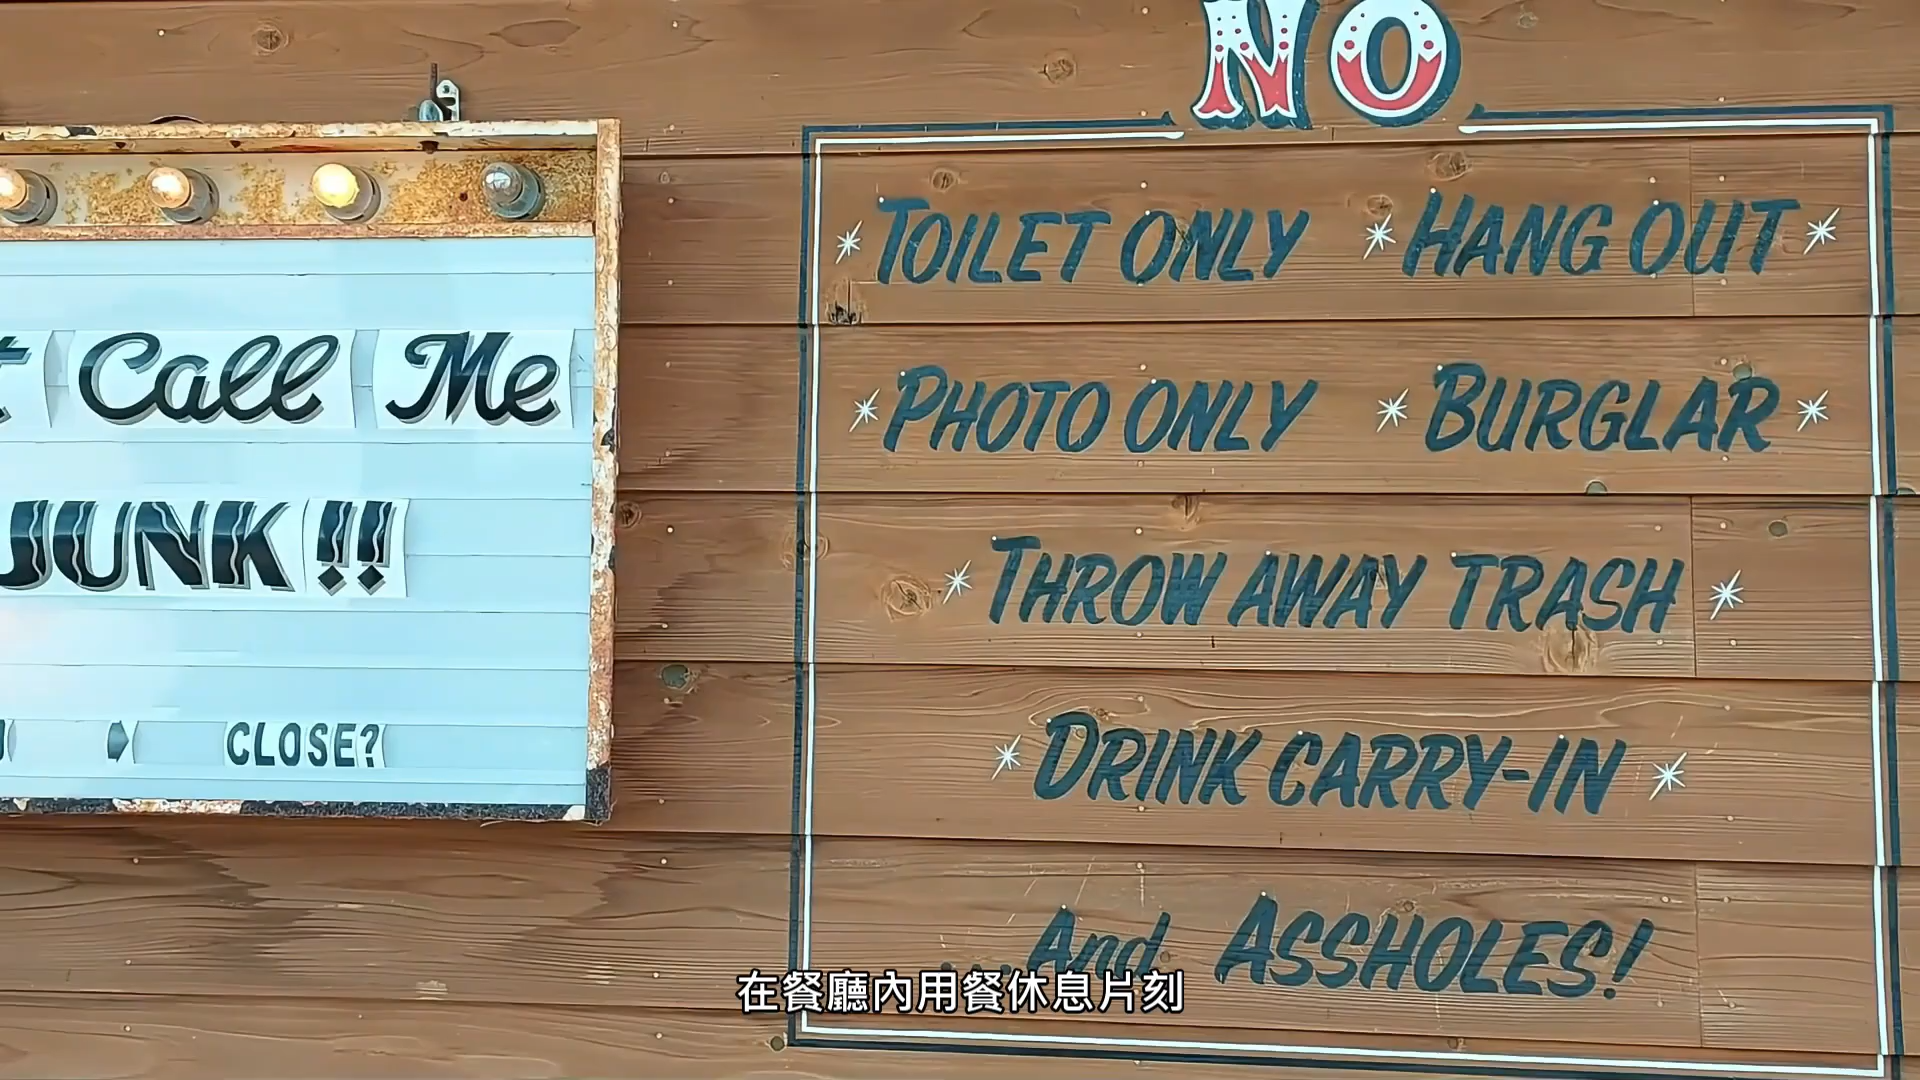 NO
TOILET ONLY HANG OUT
PHOTO ONLY BURGLAR
THROW AWAY TRASH
DRINK CARRY-IN
...And ASSHOLES!
Call Me
JUNK!!
CLOSE?
在餐廳內用餐休息片刻